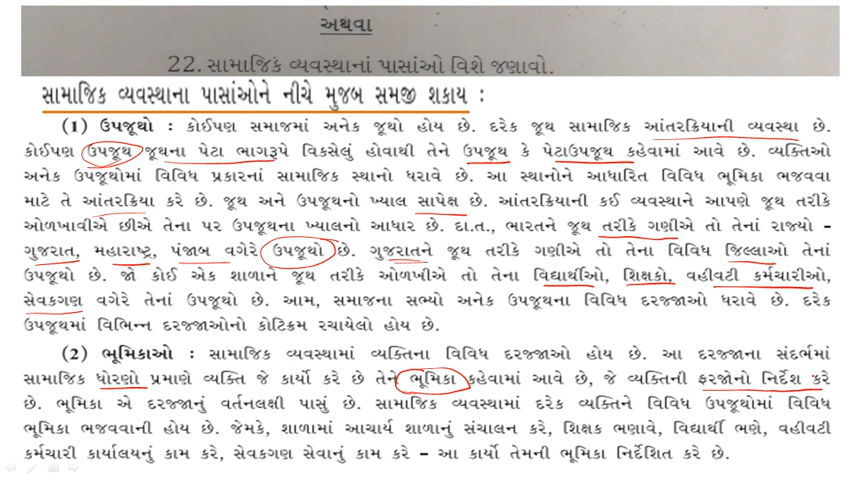 અથવા
22. સામાજિક વ્યવસ્થાનાં પાસાંઓ વિશે જણાવો.
સામાજિક વ્યવસ્થાના પાસાંઓને નીચે મુજબ સમજી શકાય :
(1) ઉપજૂથો : કોઈપણ સમાજમાં અનેક જૂથો હોય છે. દરેક જૂથ સામાજિક આંતરક્રિયાની વ્યવસ્થા છે.
કોઈપણ ઉપજૂથ જૂથના પેટા ભાગરૂપે વિકસેલું હોવાથી તેને ઉપજૂથ કે પેટાઉપજૂથ કહેવામાં આવે છે. વ્યક્તિઓ
અનેક ઉપજૂથોમાં વિવિધ પ્રકારનાં સામાજિક સ્થાનો ધરાવે છે. આ સ્થાનોને આધારિત વિવિધ ભૂમિકા ભજવવા
માટે તે આંતરક્રિયા કરે છે. જૂથ અને ઉપજૂથનો ખ્યાલ સાપેક્ષ છે. આંતરક્રિયાની કઈ વ્યવસ્થાને આપણે જૂથ તરીકે
ઓળખાવીએ છીએ તેના પર ઉપજૂથના ખ્યાલનો આધાર છે. દા.ત., ભારતને જૂથ તરીકે ગણીએ તો તેનાં રાજ્યો -
ગુજરાત, મહારાષ્ટ્ર, પંજાબ વગેરે ઉપજૂથો છે. ગુજરાતને જૂથ તરીકે ગણીએ તો તેના વિવિધ જિલ્લાઓ તેનાં
ઉપજૂથો છે. જો કોઈ એક શાળાને જૂથ તરીકે ઓળખીએ તો તેના વિદ્યાર્થીઓ, શિક્ષકો, વહીવટી કર્મચારીઓ,
સેવકગણ વગેરે તેનાં ઉપજૂથો છે. આમ, સમાજના સભ્યો અનેક ઉપજૂથના વિવિધ દરજ્જાઓ ધરાવે છે. દરેક
ઉપજૂથમાં વિભિન્ન દરજ્જાઓનો કોટિક્રમ રચાયેલો હોય છે.
(2) ભૂમિકાઓ : સામાજિક વ્યવસ્થામાં વ્યક્તિના વિવિધ દરજ્જાઓ હોય છે. આ દરજ્જાના સંદર્ભમાં
સામાજિક ધોરણો પ્રમાણે વ્યક્તિ જે કાર્યો કરે છે તેને ભૂમિકા કહેવામાં આવે છે, જે વ્યક્તિની ફરજોનો નિર્દેશ કરે
છે. ભૂમિકા એ દરજ્જાનું વર્તનલક્ષી પાસું છે. સામાજિક વ્યવસ્થામાં દરેક વ્યક્તિને વિવિધ ઉપજૂથોમાં વિવિધ
ભૂમિકા ભજવવાની હોય છે. જેમકે, શાળામાં આચાર્ય શાળાનું સંચાલન કરે, શિક્ષક ભણાવે, વિદ્યાર્થી ભણે, વહીવટી
કર્મચારી કાર્યાલયનું કામ કરે, સેવકગણ સેવાનું કામ કરે - આ કાર્યો તેમની ભૂમિકા નિર્દેશિત કરે છે.